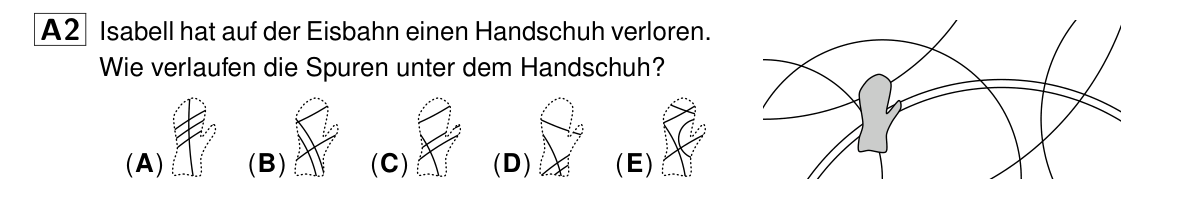 A2 Isabell hat auf der Eisbahn einen Handschuh verloren.
Wie verlaufen die Spuren unter dem Handschuh?
(A) (B) (C) (D) (E)